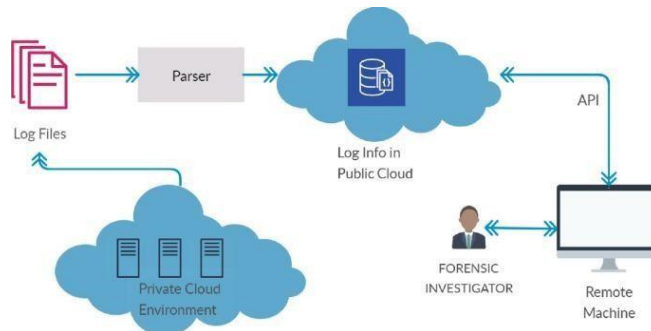 Parser
Log Files
API
Log Info in
Public Cloud
Private Cloud
Environment
FORENSIC
INVESTIGATOR
Remote
Machine